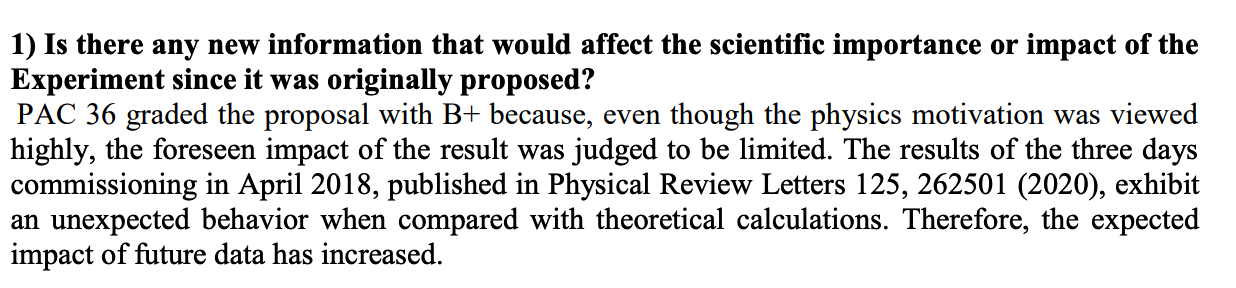 1) Is there any new information that would affect the scientific importance or impact of the
Experiment since it was originally proposed?
PAC 36 graded the proposal with B+ because, even though the physics motivation was viewed
highly, the foreseen impact of the result was judged to be limited. The results of the three days
commissioning in April 2018, published in Physical Review Letters 125, 262501 (2020), exhibit
an unexpected behavior when compared with theoretical calculations. Therefore, the expected
impact of future data has increased.